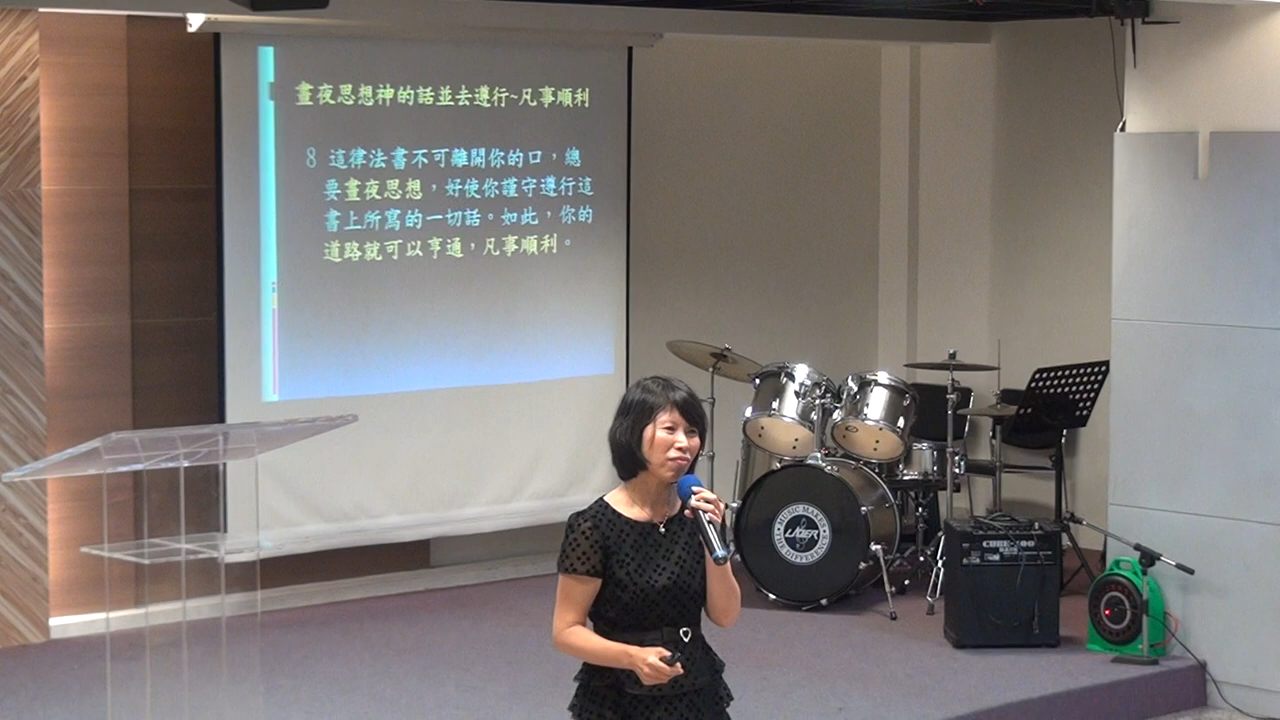 晝夜思想神的話並去遵行~凡事順利
8 這律法書不可離開你的口，總
要晝夜思想，好使你謹守遵行這
書上所寫的一切話。如此，你的
道路就可以亨通，凡事順利。
MUSIC MAKES
LIGER
THE DIFFERENCE